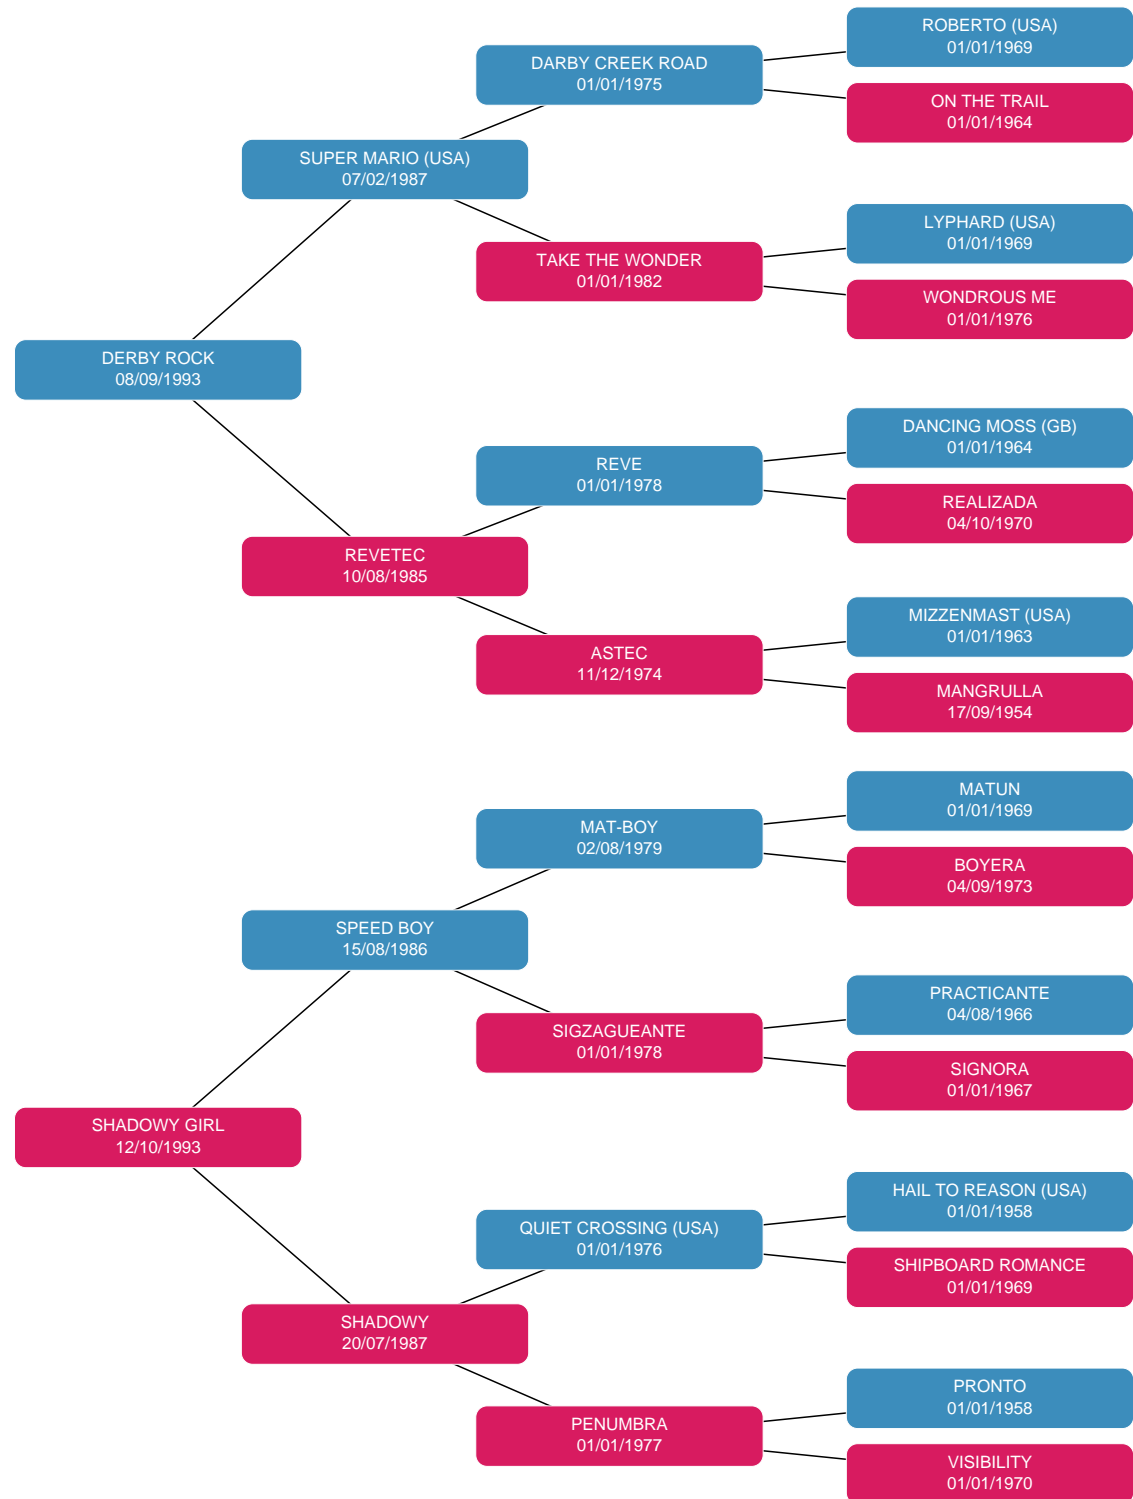 ROBERTO (USA)
01/01/1969
DARBY CREEK ROAD
01/01/1975
ON THE TRAIL
01/01/1964
SUPER MARIO (USA)
07/02/1987
LYPHARD (USA)
01/01/1969
TAKE THE WONDER
01/01/1982
WONDROUS ME
01/01/1976
DERBY ROCK
08/09/1993
DANCING MOSS (GB)
01/01/1964
REVE
01/01/1978
REALIZADA
04/10/1970
REVETEC
10/08/1985
MIZZENMAST (USA)
01/01/1963
ASTEC
11/12/1974
MANGRULLA
17/09/1954
MATUN
01/01/1969
MAT-BOY
02/08/1979
BOYERA
04/09/1973
SPEED BOY
15/08/1986
PRACTICANTE
04/08/1966
SIGZAGUEANTE
01/01/1978
SIGNORA
01/01/1967
SHADOWY GIRL
12/10/1993
HAIL TO REASON (USA)
01/01/1958
QUIET CROSSING (USA)
01/01/1976
SHIPBOARD ROMANCE
01/01/1969
SHADOWY
20/07/1987
PRONTO
01/01/1958
PENUMBRA
01/01/1977
VISIBILITY
01/01/1970